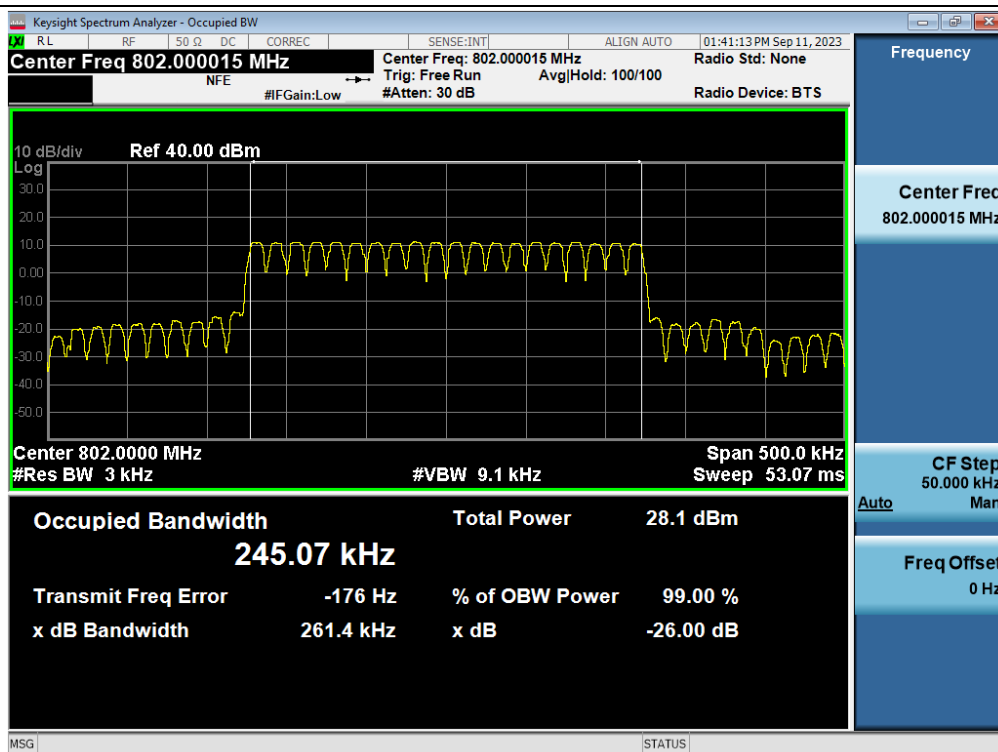 Keysight Spectrum Analyzer - Occupied BW
LXI RL RF 50 Ω DC CORREC SENSE:INT ALIGN AUTO 01:41:13 PM Sep 11, 2023
Center Freq 802.000015 MHz
NFE
#IFGain:Low
Center Freq: 802.000015 MHz
Trig: Free Run Avg|Hold: 100/100
#Atten: 30 dB
Radio Std: None
Radio Device: BTS
10 dB/div Ref 40.00 dBm
Log
30.0
20.0
10.0
0.00
-10.0
-20.0
-30.0
-40.0
-50.0
Center 802.0000 MHz Span 500.0 kHz
#Res BW 3 kHz #VBW 9.1 kHz Sweep 53.07 ms
Occupied Bandwidth Total Power 28.1 dBm
245.07 kHz
Transmit Freq Error -176 Hz % of OBW Power 99.00 %
x dB Bandwidth 261.4 kHz x dB -26.00 dB
MSG STATUS
Frequency
Center Freq
802.000015 MHz
CF Step
50.000 kHz
Auto Man
Freq Offset
0 Hz